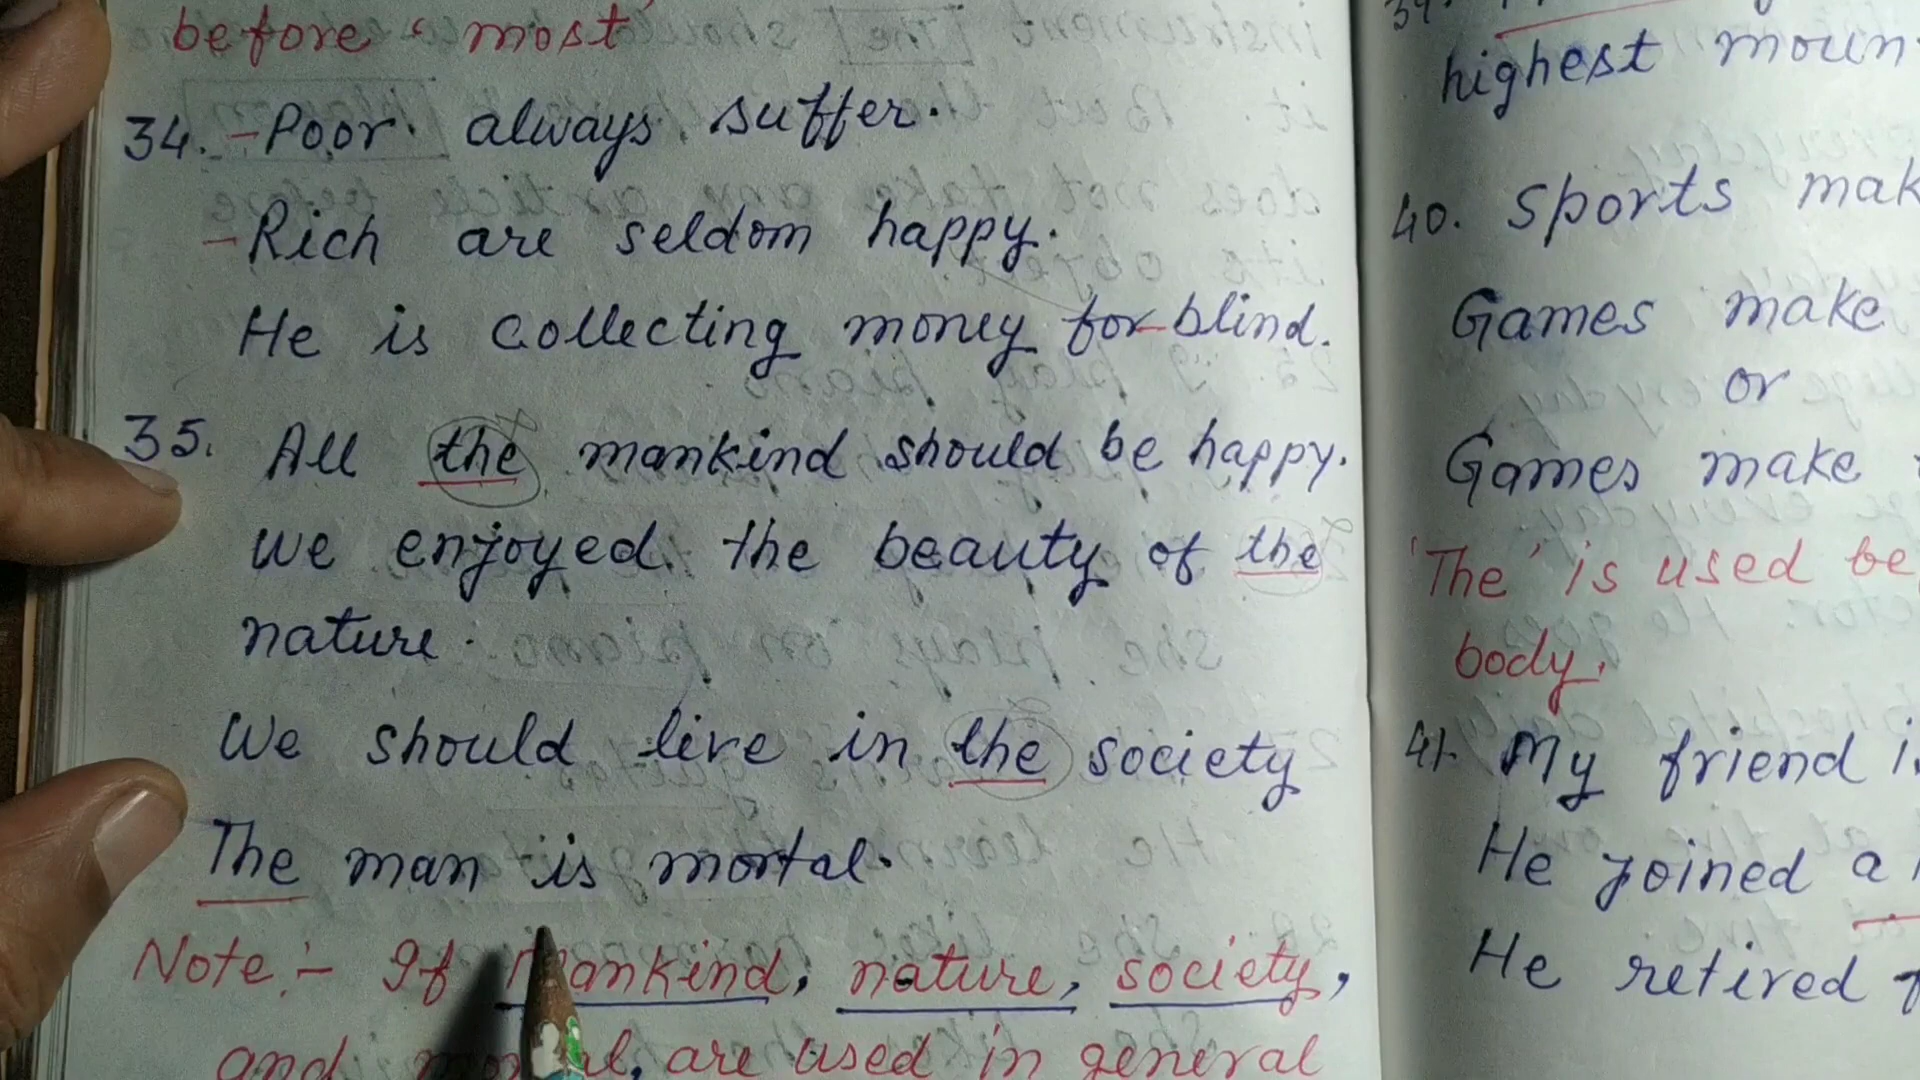 before 'most'
34. - Poor always suffer.
- Rich are seldom happy.
He is collecting money for blind.
35. All the mankind should be happy.
We enjoyed the beauty of the
nature.
We should live in the society
The man is mortal.
Note:- If mankind, nature, society,
and are used in general
highest
40. Sports
Games make
or
Games make
'The' is used
body.
41. My friend
He joined a
He retired